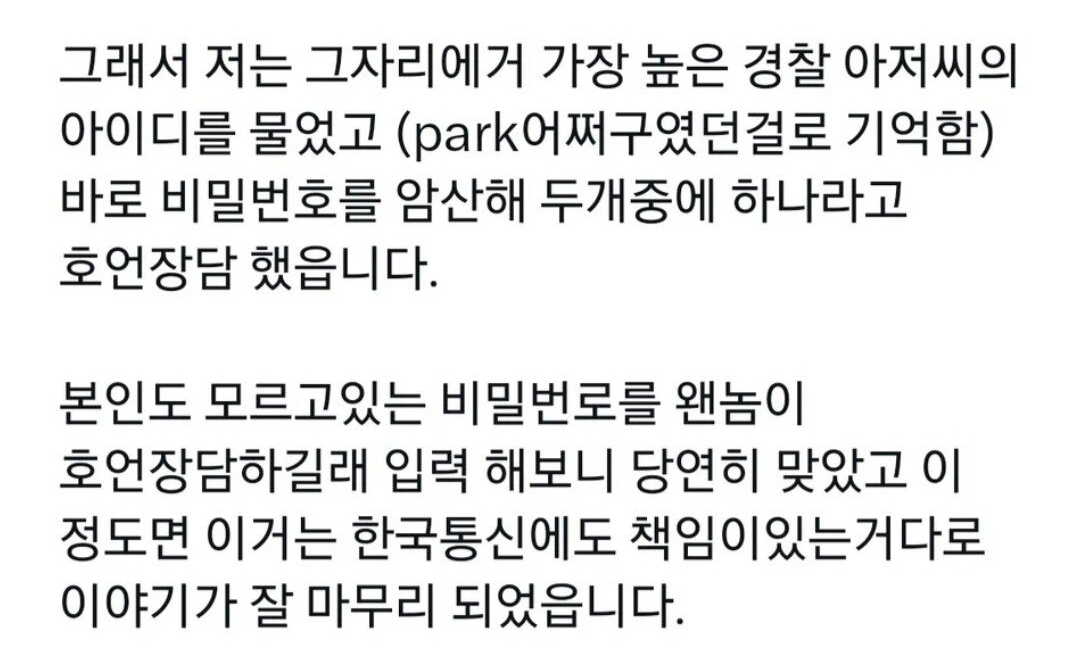 그래서 저는 그자리에거 가장 높은 경찰 아저씨의
아이디를 물었고 (park어쩌구였던걸로 기억함)
바로 비밀번호를 암산해 두개중에 하나라고
호언장담 했읍니다.
본인도 모르고있는 비밀번로를 왠놈이
호언장담하길래 입력 해보니 당연히 맞았고 이
정도면 이거는 한국통신에도 책임이있는거다로
이야기가 잘 마무리 되었읍니다.